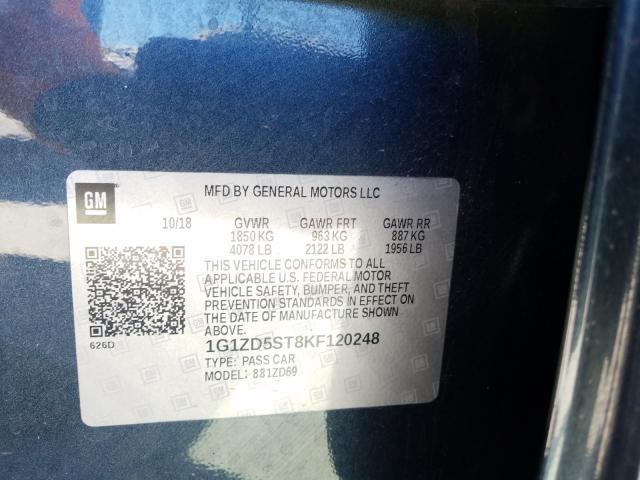 GM
MFD BY GENERAL MOTORS LLC
10/18 GVWR GAWR FRT GAWR RR
1850 KG 963 KG 887 KG
4078 LB 2122 LB 1956 LB
THIS VEHICLE CONFORMS TO ALL
APPLICABLE U.S. FEDERAL MOTOR
VEHICLE SAFETY, BUMPER, AND THEFT
PREVENTION STANDARDS IN EFFECT ON
THE DATE OF MANUFACTURE SHOWN
ABOVE.
626D
1G1ZD5ST8KF120248
TYPE: PASS CAR
MODEL: 881ZD69